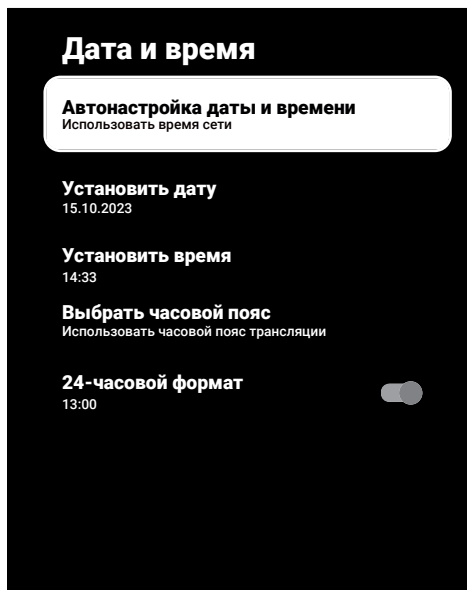 Дата и время
Автонастройка даты и времени
Использовать время сети
Установить дату
15.10.2023
Установить время
14:33
Выбрать часовой пояс
Использовать часовой пояс трансляции
24-часовой формат
13:00